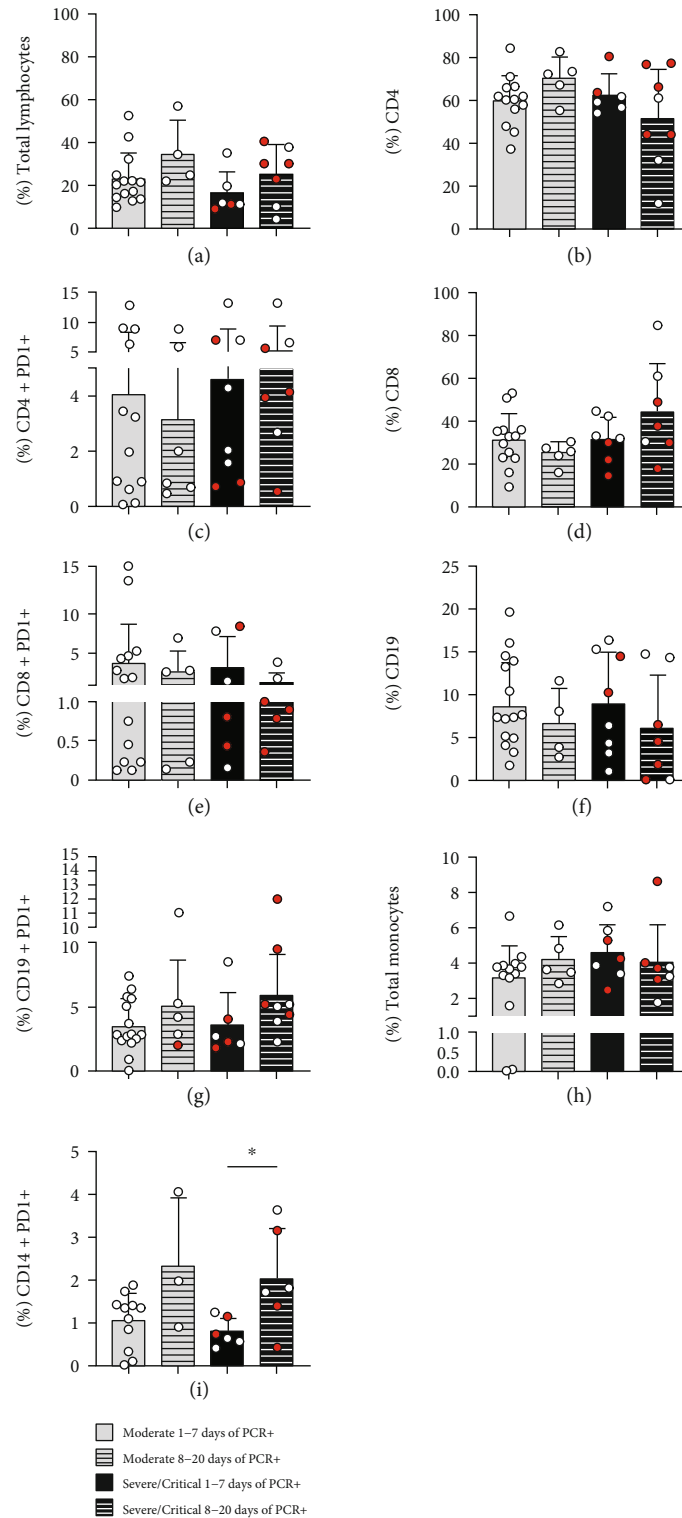 (%) Total lymphocytes
100
80
60
40
20
0
(a)
(%) CD4
100
80
60
40
20
0
(b)
(%) CD4 + PD1+
15
10
5
4
2
0
(c)
(%) CD8
100
80
60
40
20
0
(d)
(%) CD8 + PD1+
15
10
5
1.0
0.5
0
(e)
(%) CD19
25
20
15
10
5
0
(f)
(%) CD19 + PD1+
15
14
13
12
11
10
10
5
0
(g)
(%) Total monocytes
10
8
6
4
2
1.0
0.5
0.0
(h)
(%) CD14 + PD1+
5
4
3
2
1
0
*
(i)
Moderate 1–7 days of PCR+
Moderate 8–20 days of PCR+
Severe/Critical 1–7 days of PCR+
Severe/Critical 8–20 days of PCR+